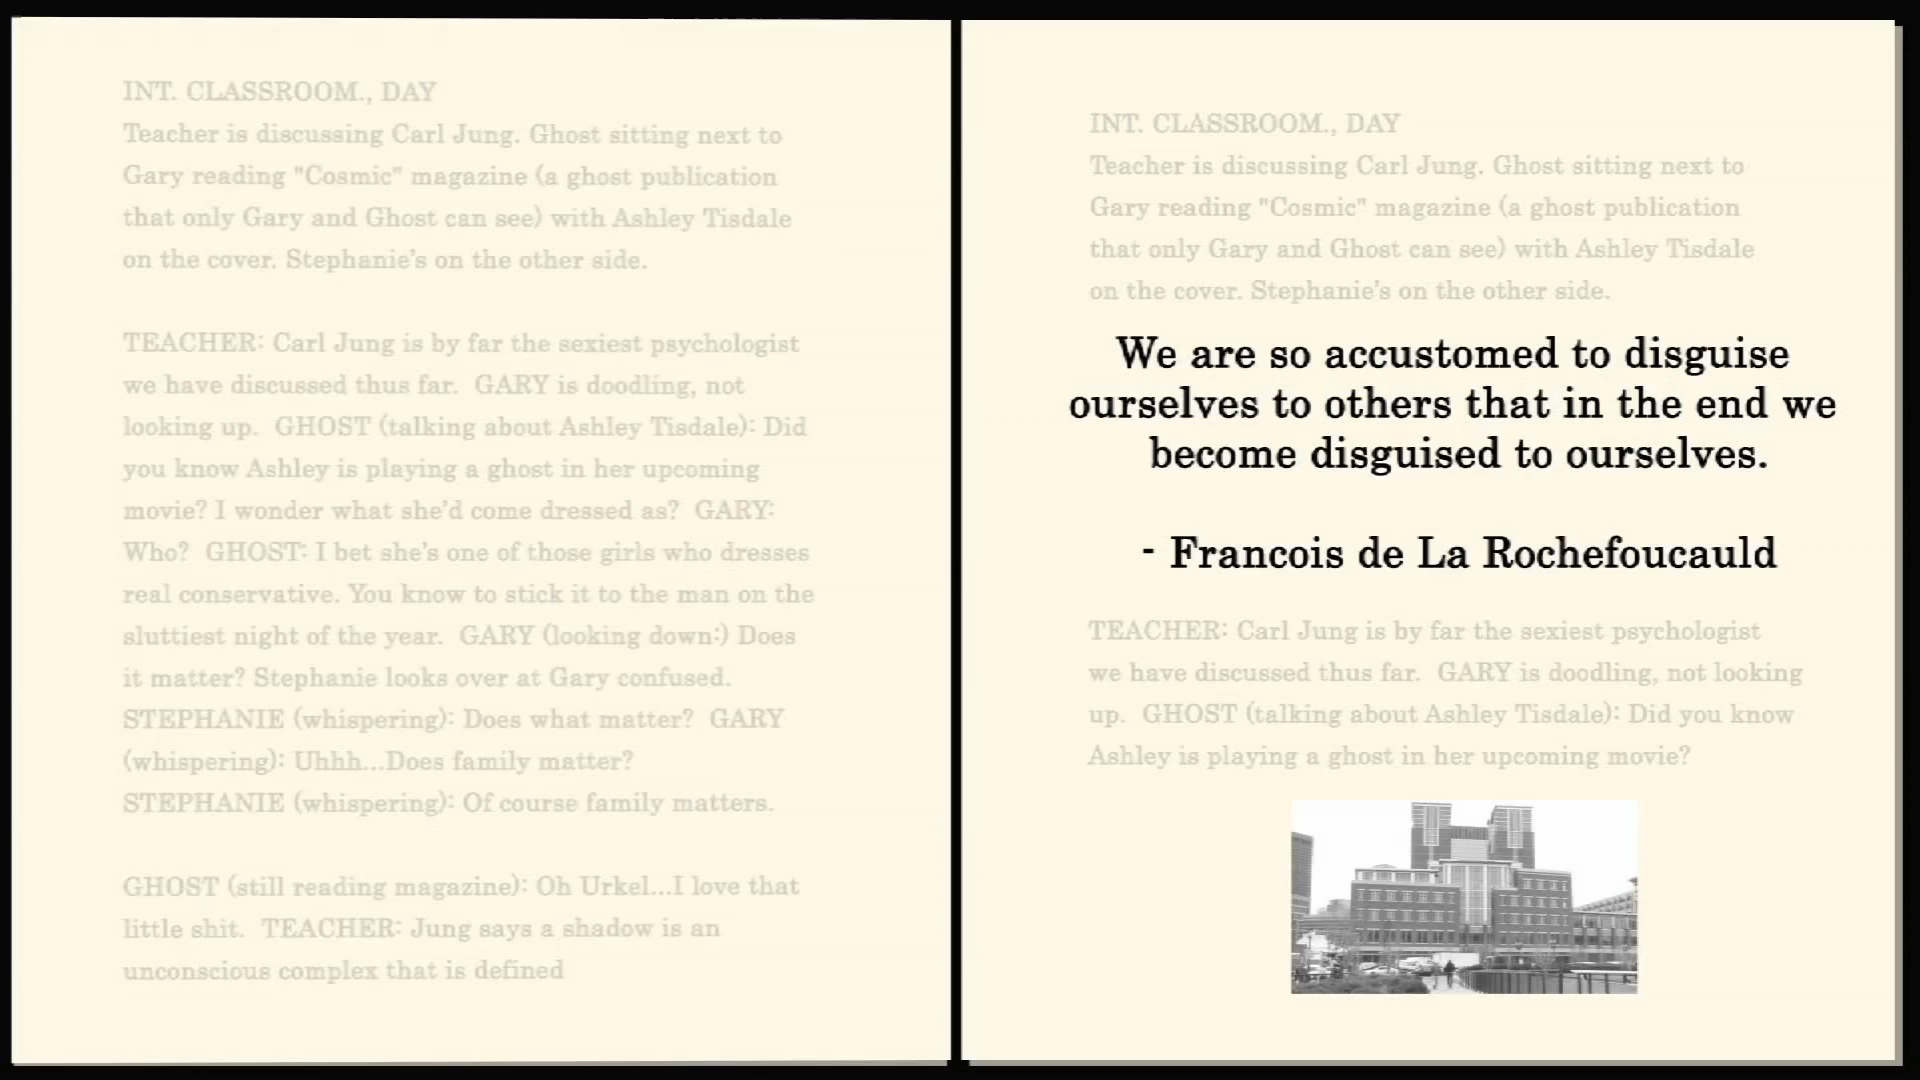 INT. CLASSROOM., DAY
Teacher is discussing Carl Jung. Ghost sitting next to
Gary reading "Cosmic" magazine (a ghost publication
that only Gary and Ghost can see) with Ashley Tisdale
on the cover. Stephanie's on the other side.
TEACHER: Carl Jung is by far the sexiest psychologist
we have discussed thus far. GARY is doodling, not
looking up. GHOST (talking about Ashley Tisdale): Did
you know Ashley is playing a ghost in her upcoming
movie? I wonder what she'd come dressed as? GARY:
Who? GHOST: I bet she's one of those girls who dresses
real conservative. You know to stick it to the man on the
sluttiest night of the year. GARY (looking down:) Does
it matter? Stephanie looks over at Gary confused.
STEPHANIE (whispering): Does what matter? GARY
(whispering): Uhhh...Does family matter?
STEPHANIE (whispering): Of course family matters.
GHOST (still reading magazine): Oh Urkel...I love that
little shit. TEACHER: Jung says a shadow is an
unconscious complex that is defined
INT. CLASSROOM., DAY
Teacher is discussing Carl Jung. Ghost sitting next to
Gary reading "Cosmic" magazine (a ghost publication
that only Gary and Ghost can see) with Ashley Tisdale
on the cover. Stephanie's on the other side.
We are so accustomed to disguise
ourselves to others that in the end we
become disguised to ourselves.
- Francois de La Rochefoucauld
TEACHER: Carl Jung is by far the sexiest psychologist
we have discussed thus far. GARY is doodling, not looking
up. GHOST (talking about Ashley Tisdale): Did you know
Ashley is playing a ghost in her upcoming movie?